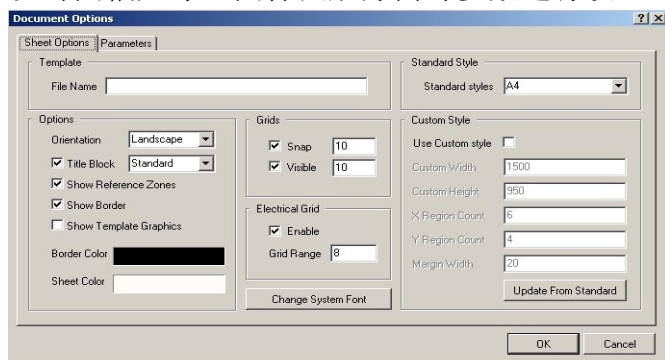 Document Options
Sheet Options Parameters
Template
File Name
Standard Style
Standard styles A4
Options
Orientation Landscape
Title Block Standard
Show Reference Zones
Show Border
Show Template Graphics
Border Color
Sheet Color
Grids
Snap 10
Visible 10
Electrical Grid
Enable
Grid Range 8
Change System Font
Custom Style
Use Custom style
Custom Width 1500
Custom Height 950
X Region Count 6
Y Region Count 4
Margin Width 20
Update From Standard
OK Cancel